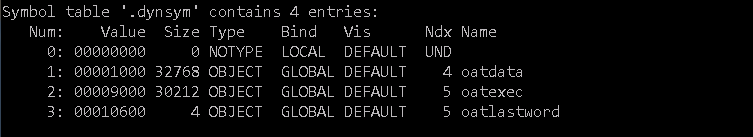 Symbol table '.dynsym' contains 4 entries:
   Num:    Value  Size Type    Bind   Vis      Ndx Name
     0: 00000000     0 NOTYPE  LOCAL  DEFAULT  UND
     1: 00001000 32768 OBJECT  GLOBAL DEFAULT    4 oatdata
     2: 00009000 30212 OBJECT  GLOBAL DEFAULT    5 oatexec
     3: 00010600     4 OBJECT  GLOBAL DEFAULT    5 oatlastword